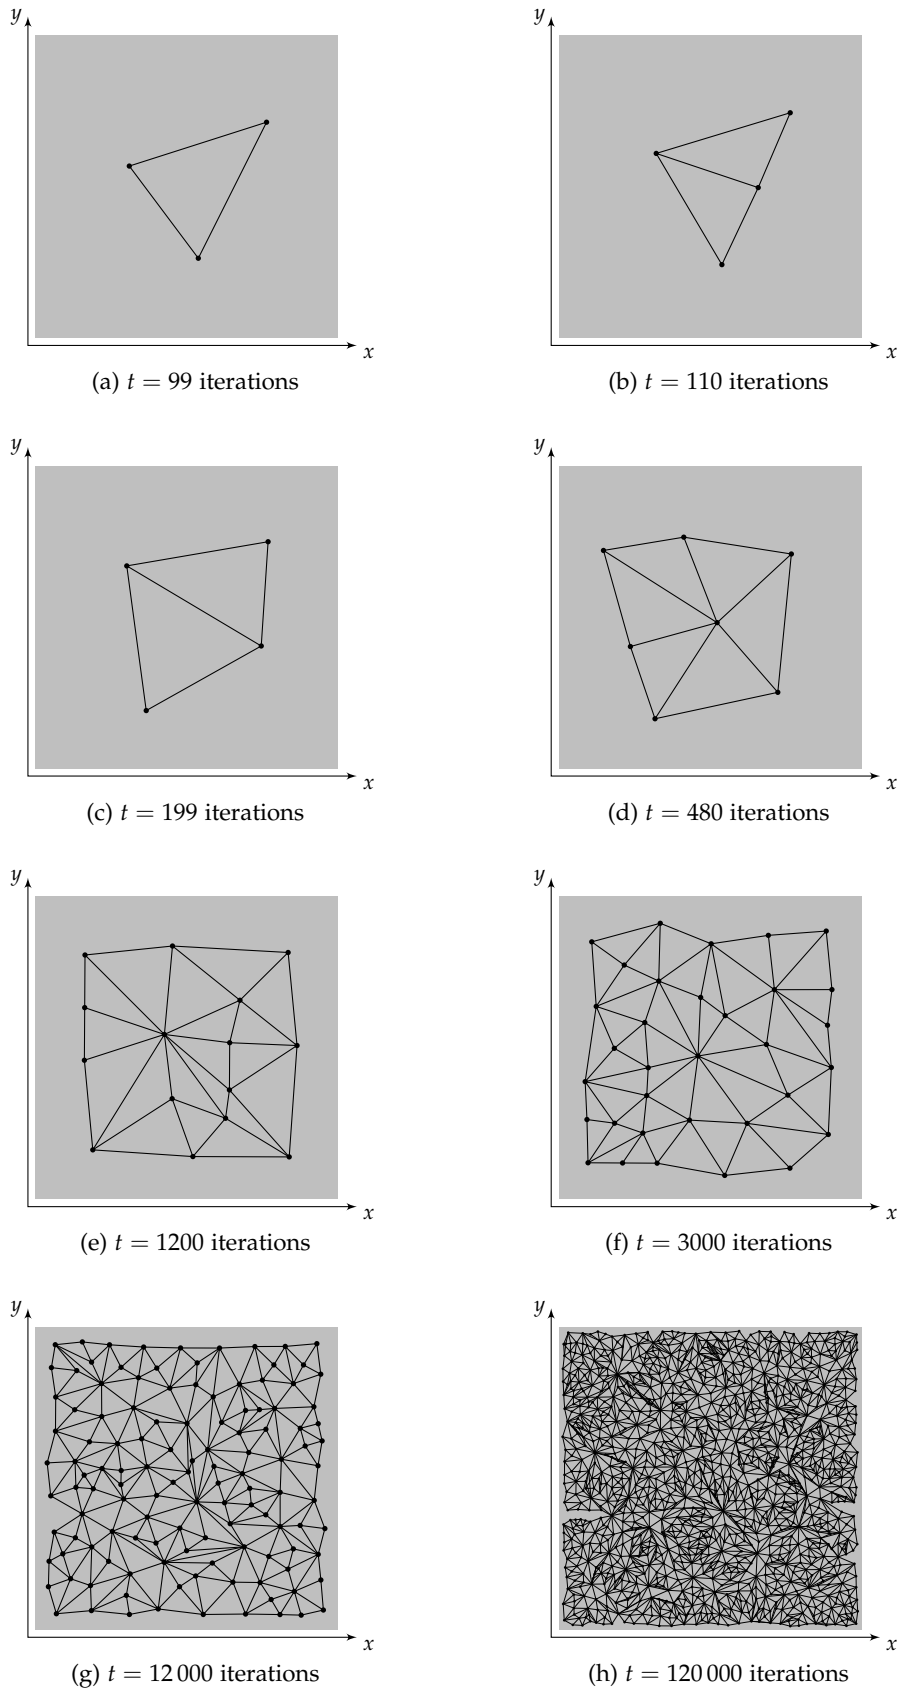 y y
x x
(a) t = 99 iterations (b) t = 110 iterations
y y
x x
(c) t = 199 iterations (d) t = 480 iterations
y y
x x
(e) t = 1200 iterations (f) t = 3000 iterations
y y
x x
(g) t = 12 000 iterations (h) t = 120 000 iterations